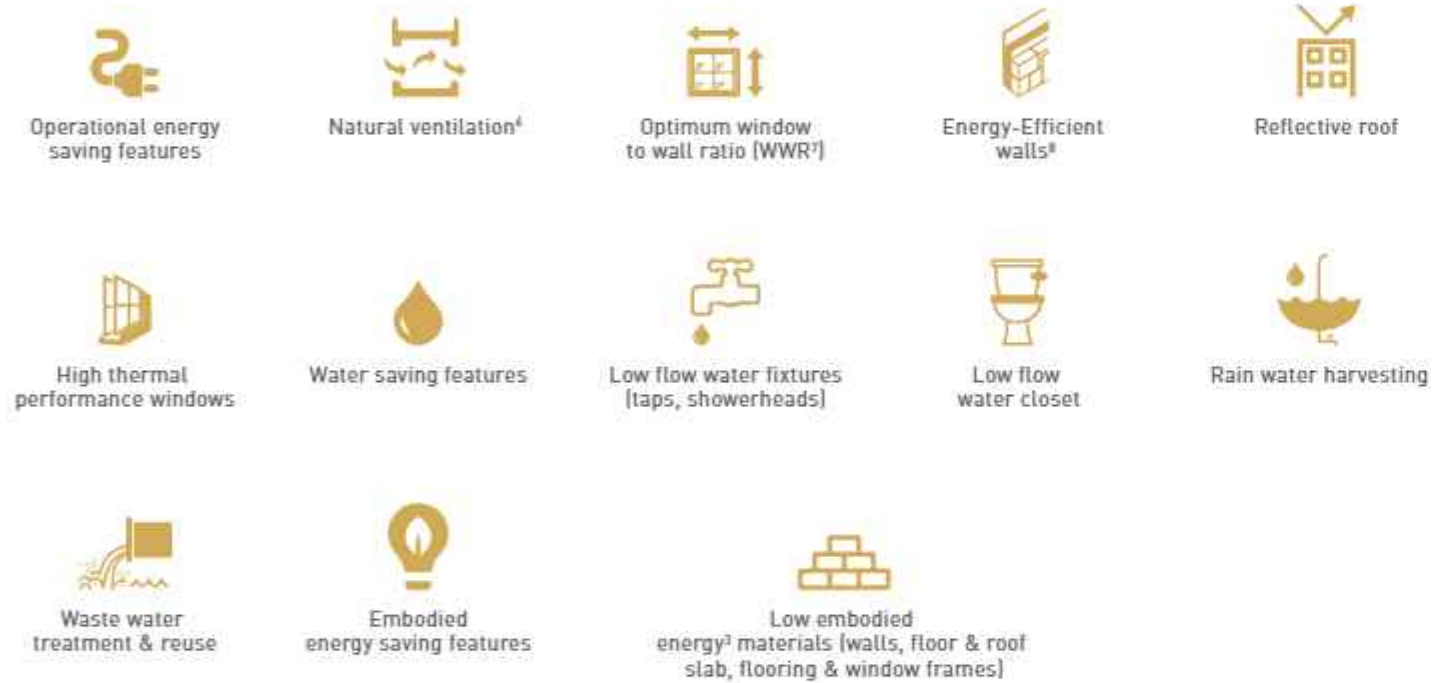 Operational energy
saving features
Natural ventilation⁶
Optimum window
to wall ratio (WWR⁷)
Energy-Efficient
walls⁸
Reflective roof
High thermal
performance windows
Water saving features
Low flow water fixtures
(taps, showerheads)
Low flow
water closet
Rain water harvesting
Waste water
treatment & reuse
Embodied
energy saving features
Low embodied
energy³ materials (walls, floor & roof
slab, flooring & window frames)